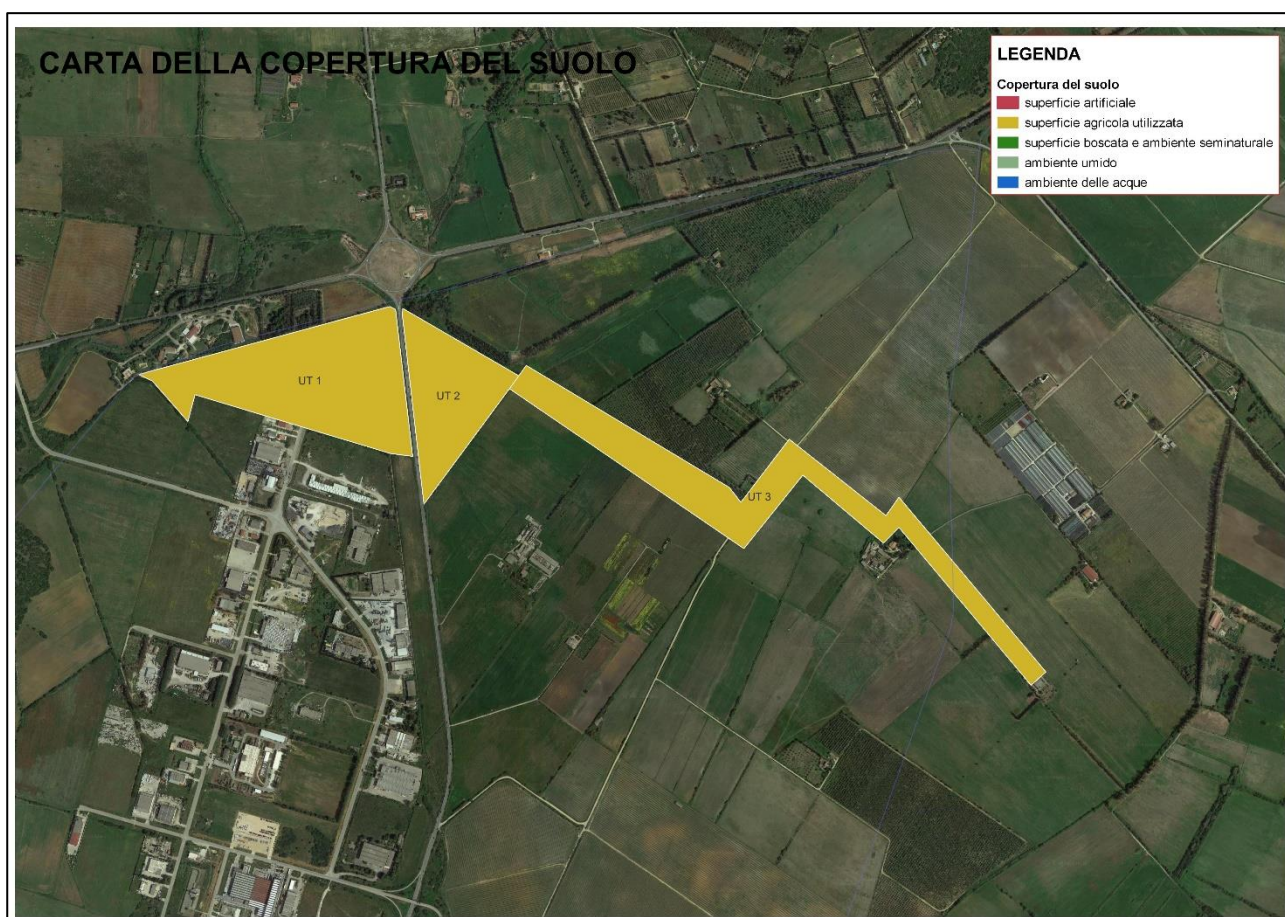 CARTA DELLA COPERTURA DEL SUOLO
LEGENDA
Copertura del suolo
superficie artificiale
superficie agricola utilizzata
superficie boscata e ambiente seminaturale
ambiente umido
ambiente delle acque
UT 1
UT 2
UT 3